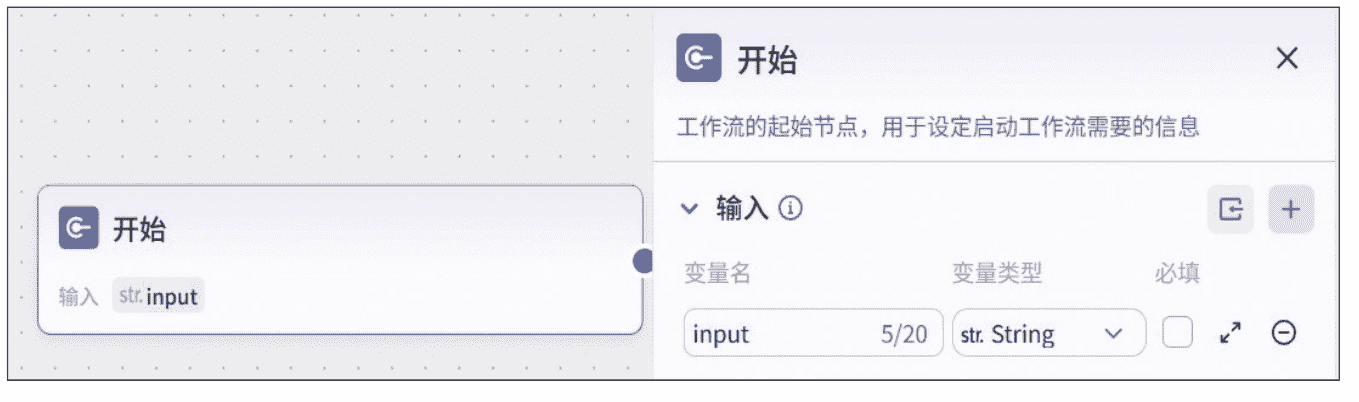 开始
输入 str. input
开始
工作流的起始节点，用于设定启动工作流需要的信息
输入
变量名 变量类型 必填
input 5/20 str. String